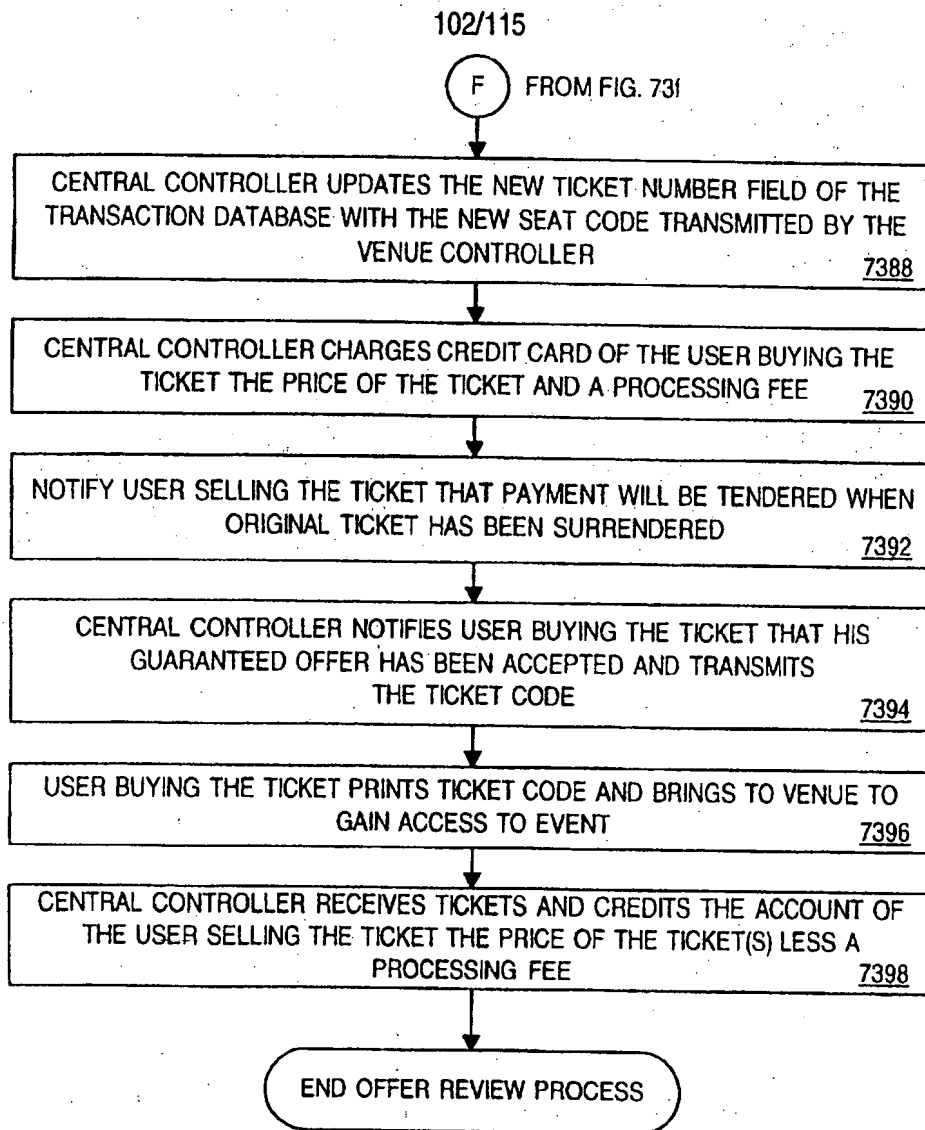 102/115
F FROM FIG. 73f
CENTRAL CONTROLLER UPDATES THE NEW TICKET NUMBER FIELD OF THE
TRANSACTION DATABASE WITH THE NEW SEAT CODE TRANSMITTED BY THE
VENUE CONTROLLER
7388
CENTRAL CONTROLLER CHARGES CREDIT CARD OF THE USER BUYING THE
TICKET THE PRICE OF THE TICKET AND A PROCESSING FEE
7390
NOTIFY USER SELLING THE TICKET THAT PAYMENT WILL BE TENDERED WHEN
ORIGINAL TICKET HAS BEEN SURRENDERED
7392
CENTRAL CONTROLLER NOTIFIES USER BUYING THE TICKET THAT HIS
GUARANTEED OFFER HAS BEEN ACCEPTED AND TRANSMITS
THE TICKET CODE
7394
USER BUYING THE TICKET PRINTS TICKET CODE AND BRINGS TO VENUE TO
GAIN ACCESS TO EVENT
7396
CENTRAL CONTROLLER RECEIVES TICKETS AND CREDITS THE ACCOUNT OF
THE USER SELLING THE TICKET THE PRICE OF THE TICKET(S) LESS A
PROCESSING FEE
7398
END OFFER REVIEW PROCESS